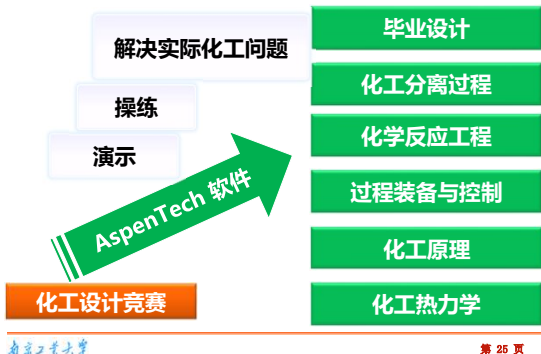 解决实际化工问题
操练
演示
AspenTech 软件
化工设计竞赛
毕业设计
化工分离过程
化学反应工程
过程装备与控制
化工原理
化工热力学
南京工业大学
第 25 页